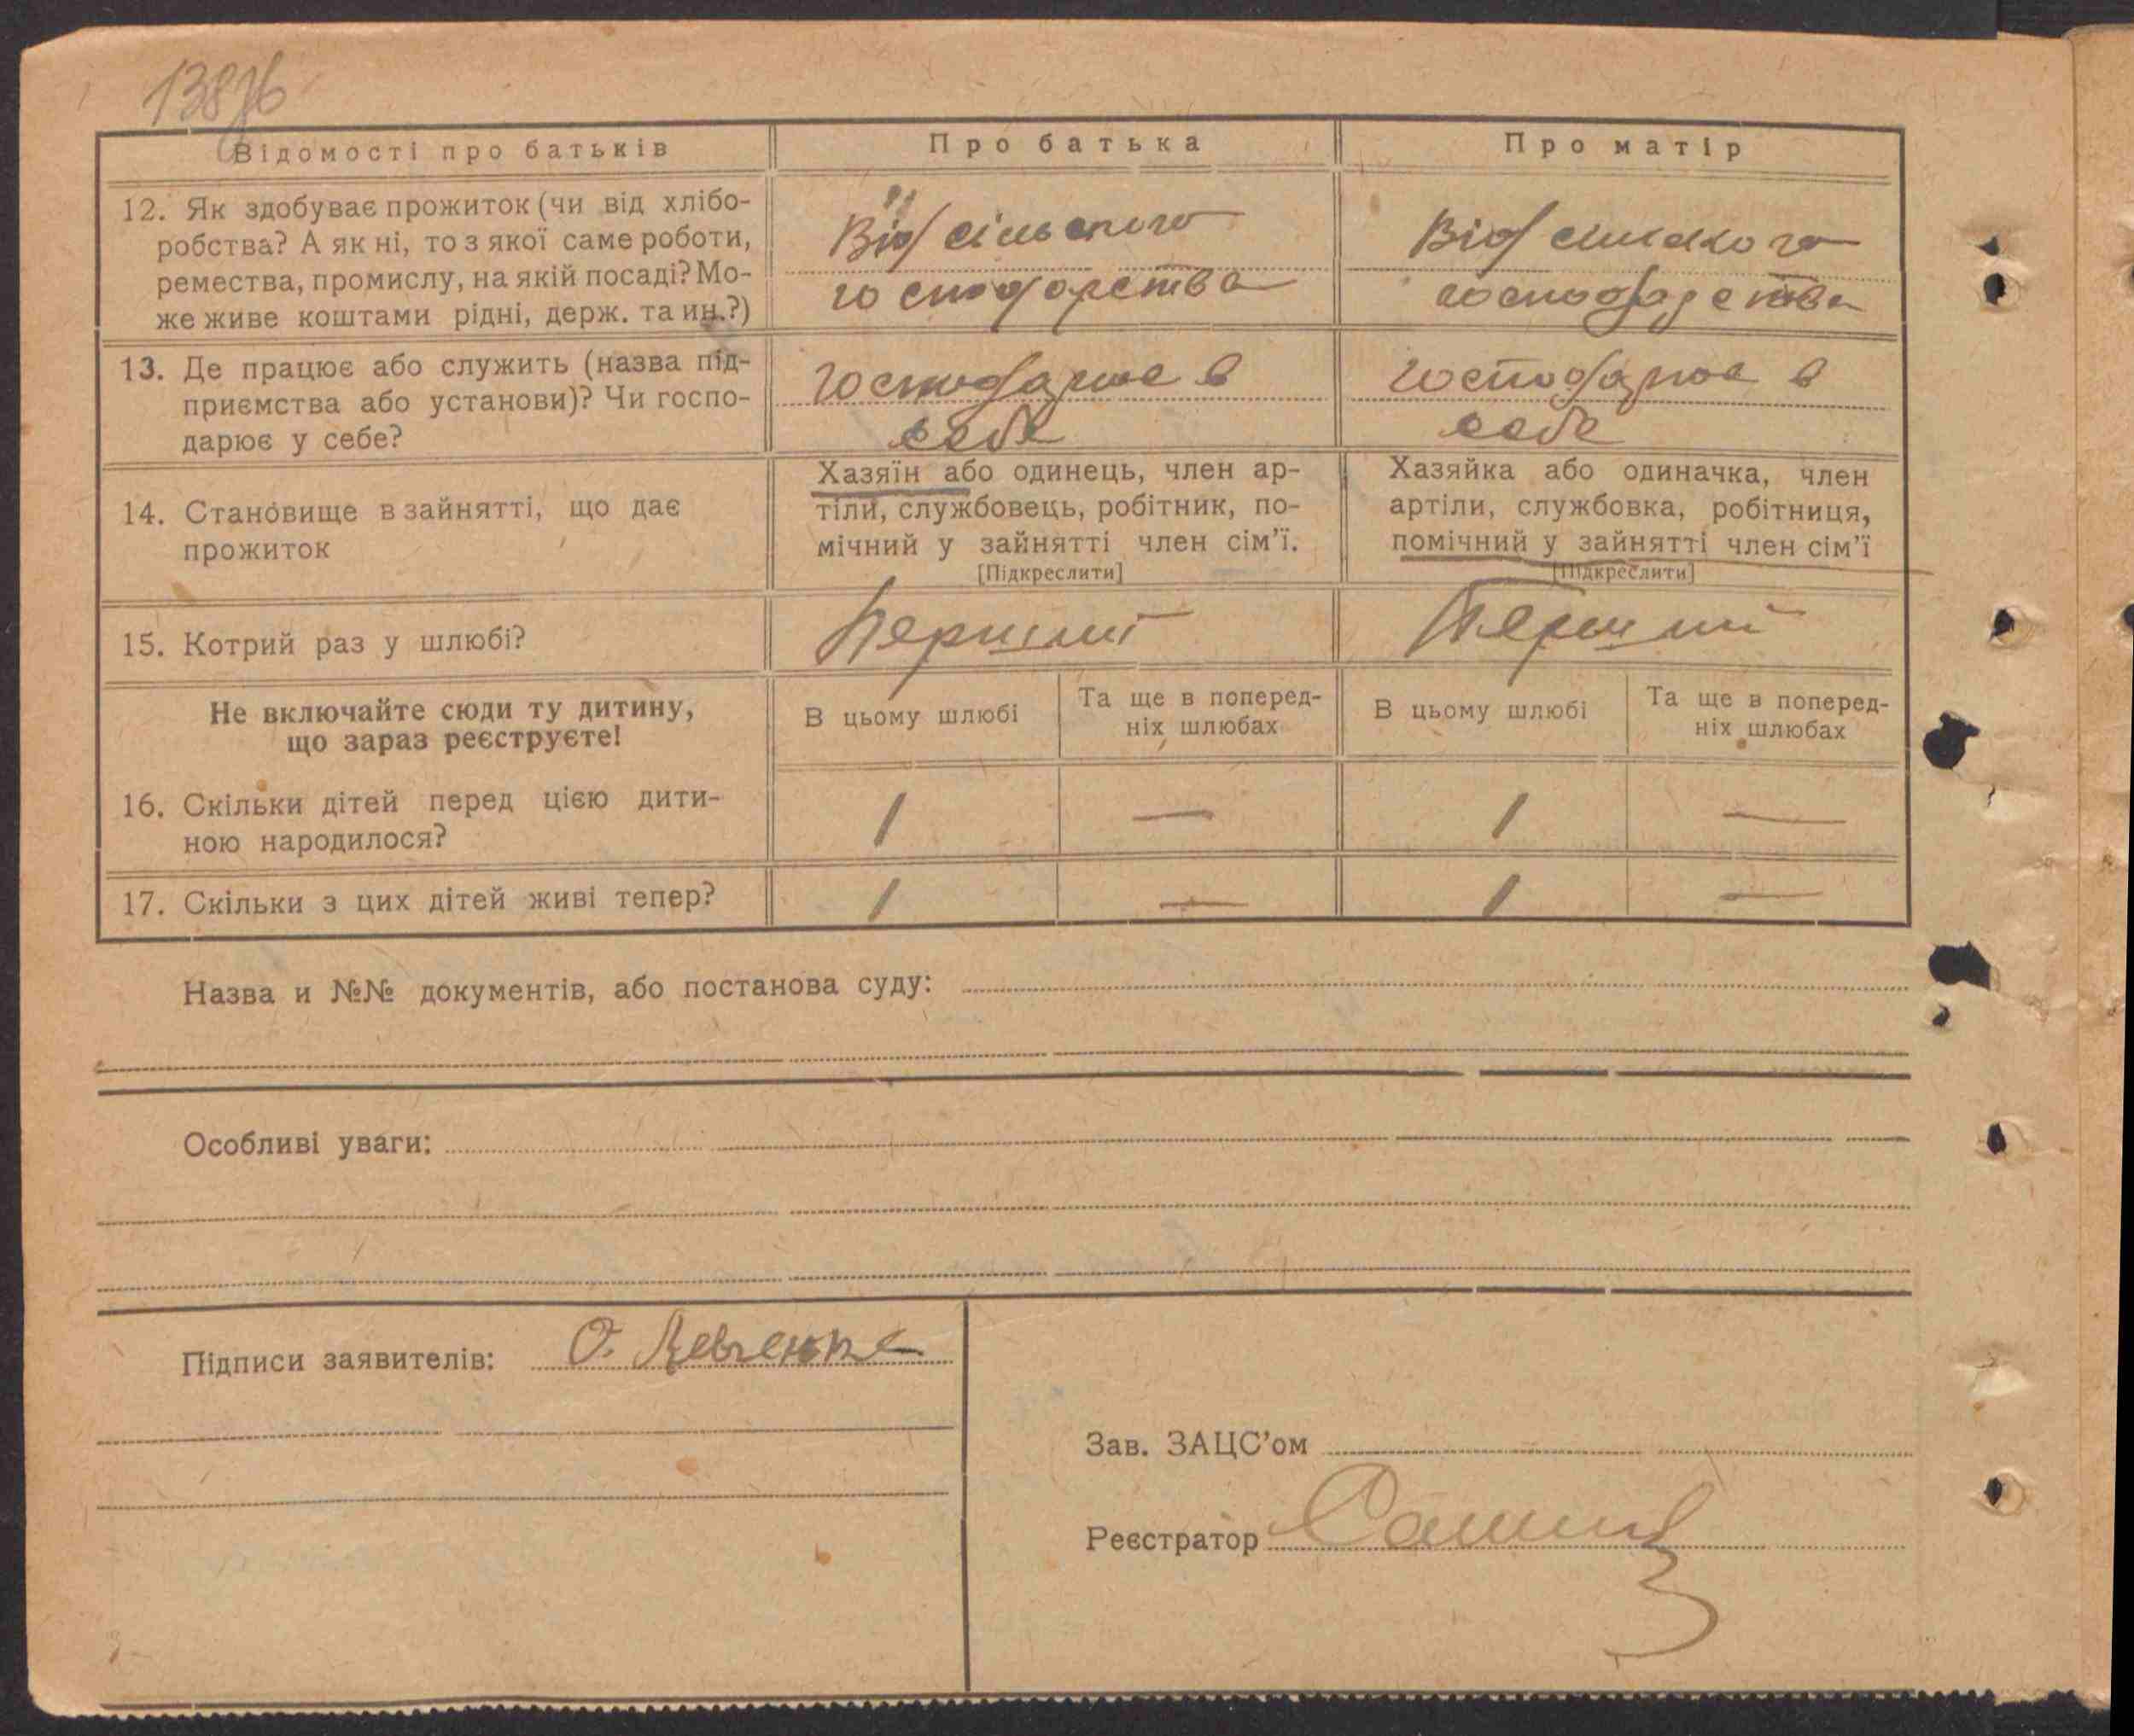 Відомості про батьків
Про батька
Про матір
12. Як здобуває прожиток (чи від хлібо-
робства? А як ні, то з якої саме роботи,
ремества, промислу, на якій посаді? Мо-
же живе коштами рідні, держ. та ин.?)
Від сільського
господарства
Від сільського
господарства
13. Де працює або служить (назва під-
приємства або установи)? Чи госпо-
дарює у себе?
господарює в
себе
господарює в
себе
14. Становище в зайнятті, що дає
прожиток
Хазяїн або одинець, член ар-
тіли, службовець, робітник, по-
мічний у зайнятті член сім’ї.
[Підкреслити]
Хазяйка або одиначка, член
артіли, службовка, робітниця,
помічний у зайнятті член сім’ї
[Підкреслити]
15. Котрий раз у шлюбі?
Перший
Перший
Не включайте сюди ту дитину,
що зараз реєструєте!
В цьому шлюбі
Та ще в поперед-
ніх шлюбах
В цьому шлюбі
Та ще в поперед-
ніх шлюбах
16. Скільки дітей перед цією дити-
ною народилося?
1 — 1 —
17. Скільки з цих дітей живі тепер?
1 — 1 —
Назва и №№ документів, або постанова суду:
Особливі уваги:
Підписи заявителів: О. Левченко
Зав. ЗАЦС’ом
Реєстратор